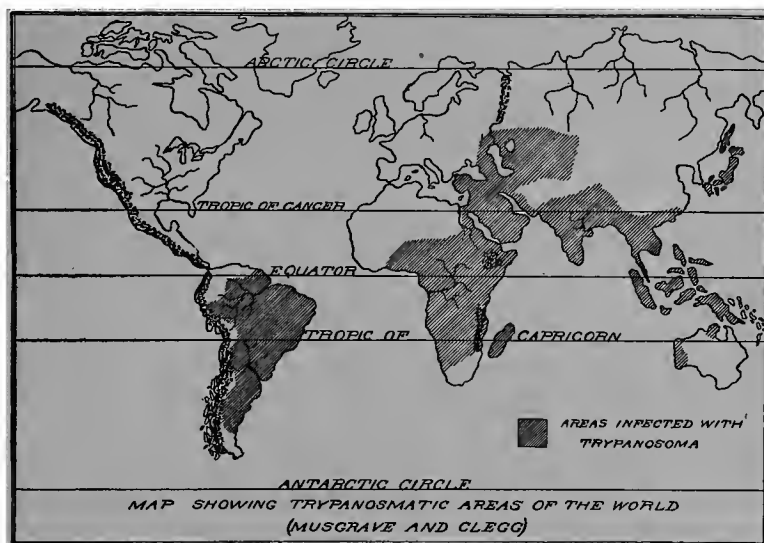 ARCTIC CIRCLE
TROPIC OF CANCER
EQUATOR
TROPIC OF CAPRICORN
AREAS INFECTED WITH
TRYPANOSOMA
ANTARCTIC CIRCLE
MAP SHOWING TRYPANOSMATIC AREAS OF THE WORLD
(MUSGRAVE AND CLEGG)